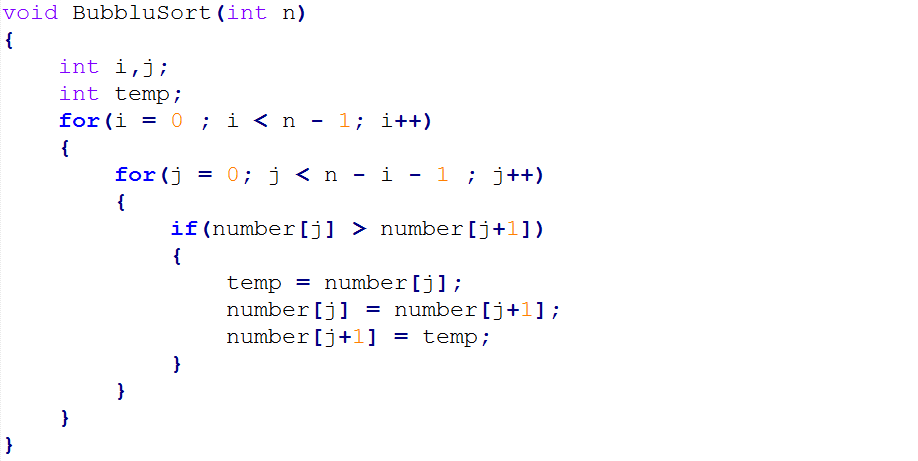 void BubbluSort(int n)
{
    int i,j;
    int temp;
    for(i = 0 ; i < n - 1; i++)
    {
        for(j = 0; j < n - i - 1 ; j++)
        {
            if(number[j] > number[j+1])
            {
                temp = number[j];
                number[j] = number[j+1];
                number[j+1] = temp;
            }
        }
    }
}